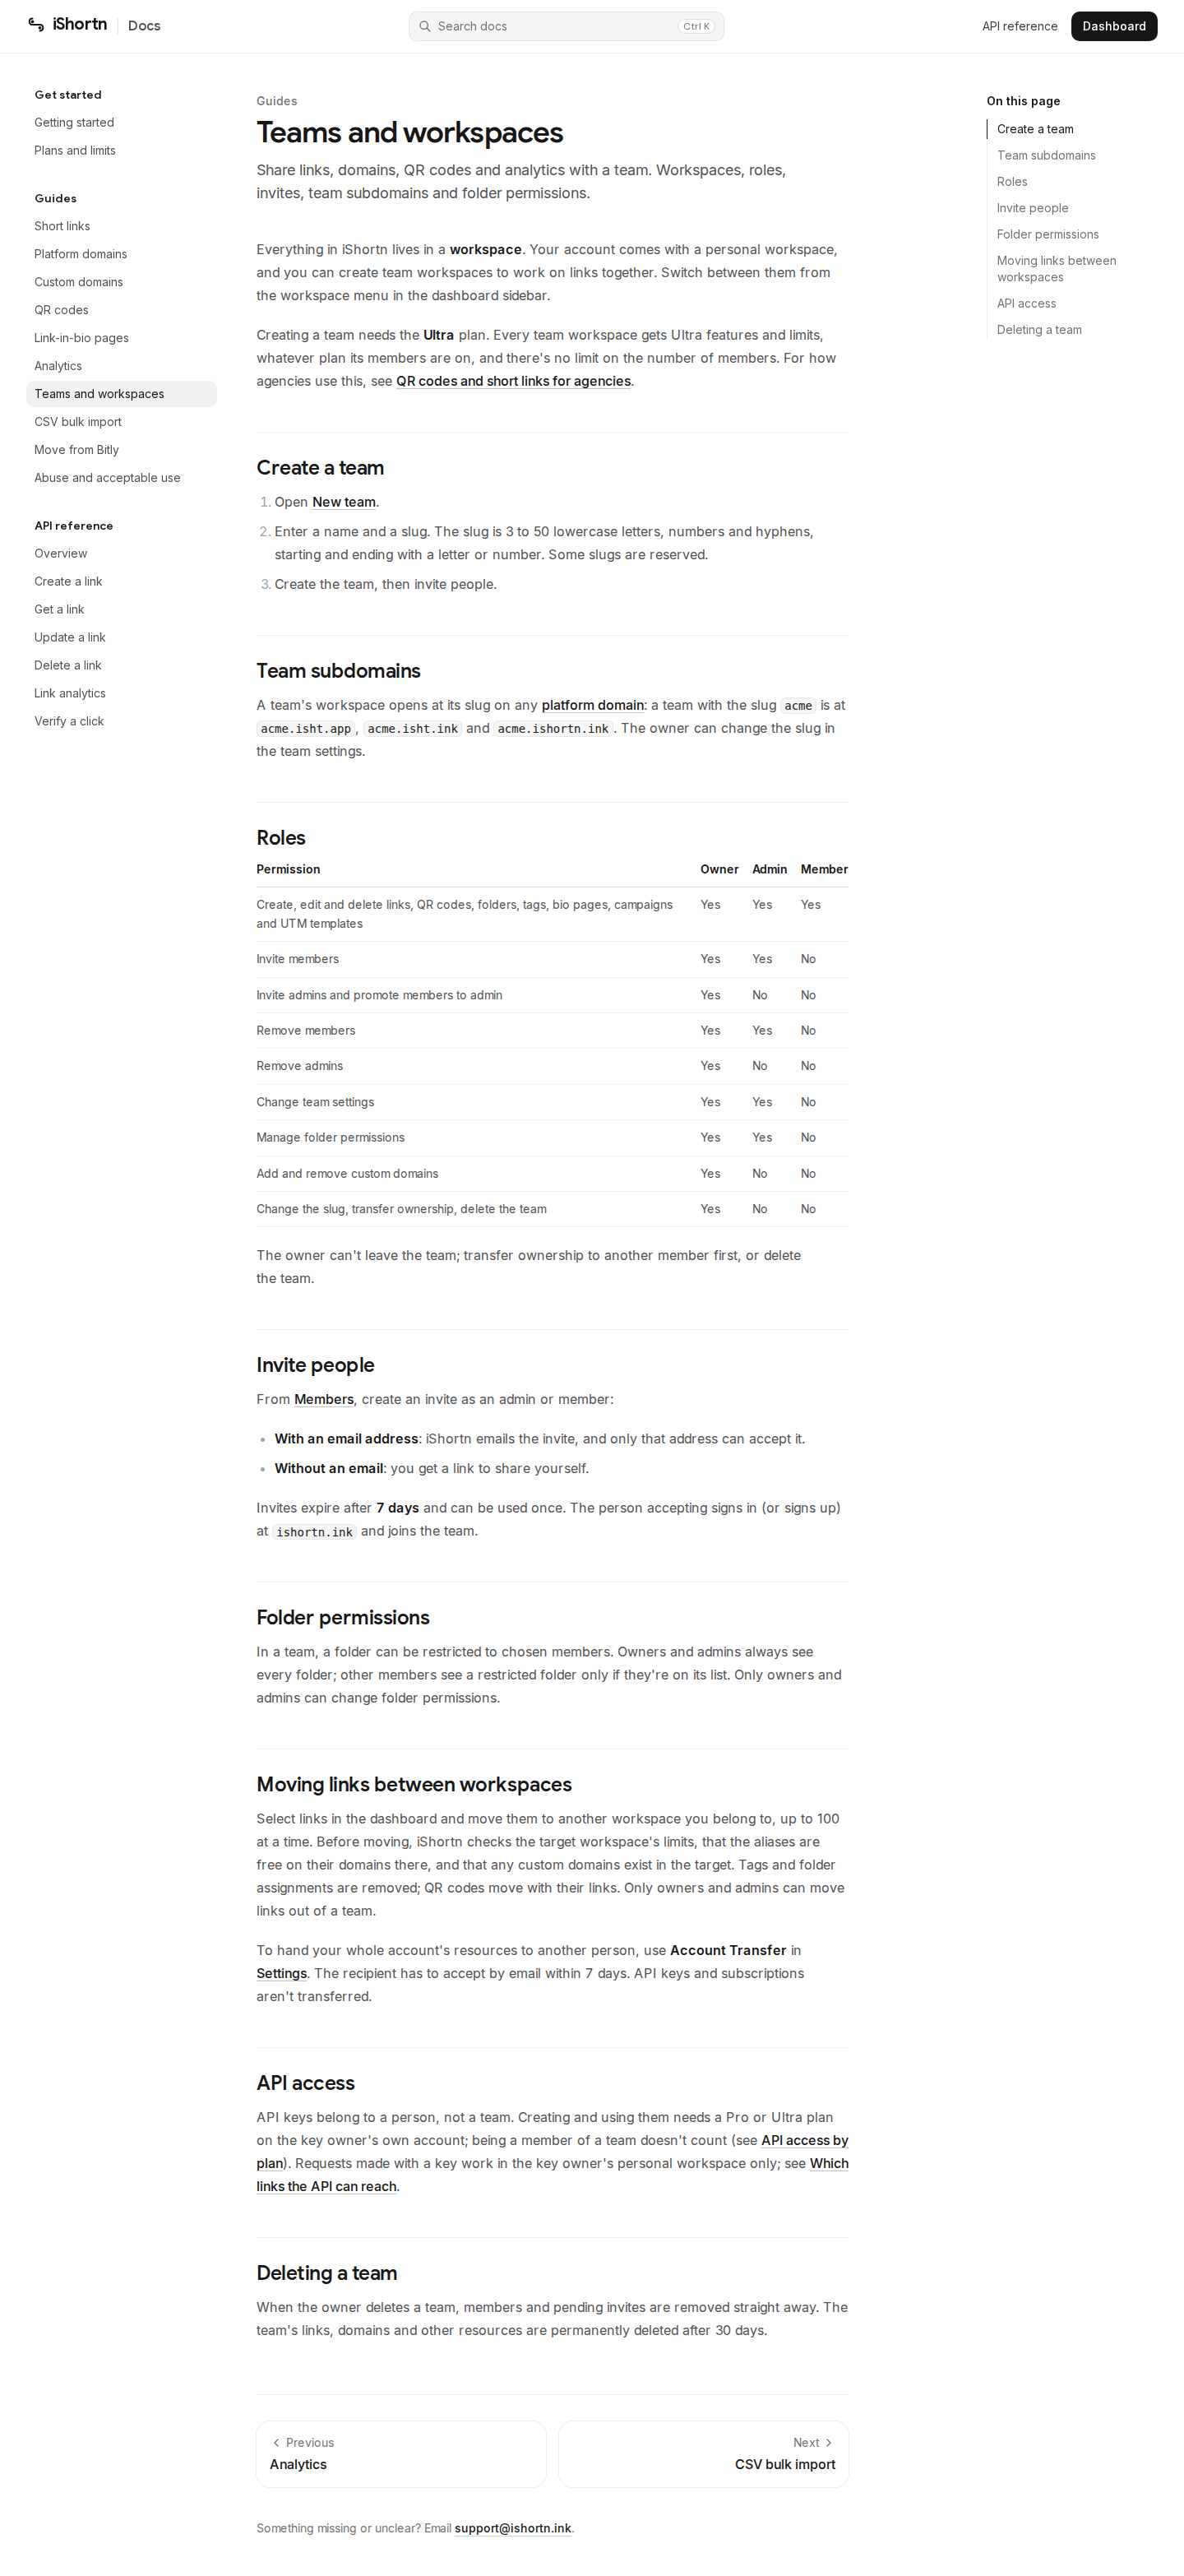 iShortn
Docs
Search docs
Ctrl K
API reference
Dashboard
Get started
Getting started
Plans and limits
Guides
Short links
Platform domains
Custom domains
QR codes
Link-in-bio pages
Analytics
Teams and workspaces
CSV bulk import
Move from Bitly
Abuse and acceptable use
API reference
Overview
Create a link
Get a link
Update a link
Delete a link
Link analytics
Verify a click
Guides
Teams and workspaces
Share links, domains, QR codes and analytics with a team. Workspaces, roles,
invites, team subdomains and folder permissions.
Everything in iShortn lives in a workspace. Your account comes with a personal workspace,
and you can create team workspaces to work on links together. Switch between them from
the workspace menu in the dashboard sidebar.
Creating a team needs the Ultra plan. Every team workspace gets Ultra features and limits,
whatever plan its members are on, and there's no limit on the number of members. For how
agencies use this, see QR codes and short links for agencies.
Create a team
1. Open New team.
2. Enter a name and a slug. The slug is 3 to 50 lowercase letters, numbers and hyphens,
starting and ending with a letter or number. Some slugs are reserved.
3. Create the team, then invite people.
Team subdomains
A team's workspace opens at its slug on any platform domain: a team with the slug acme is at
acme.isht.app, acme.isht.ink and acme.ishortn.ink. The owner can change the slug in
the team settings.
Roles
Permission Owner Admin Member
Create, edit and delete links, QR codes, folders, tags, bio pages, campaigns
and UTM templates Yes Yes Yes
Invite members Yes Yes No
Invite admins and promote members to admin Yes No No
Remove members Yes Yes No
Remove admins Yes No No
Change team settings Yes Yes No
Manage folder permissions Yes Yes No
Add and remove custom domains Yes No No
Change the slug, transfer ownership, delete the team Yes No No
The owner can't leave the team; transfer ownership to another member first, or delete
the team.
Invite people
From Members, create an invite as an admin or member:
• With an email address: iShortn emails the invite, and only that address can accept it.
• Without an email: you get a link to share yourself.
Invites expire after 7 days and can be used once. The person accepting signs in (or signs up)
at ishortn.ink and joins the team.
Folder permissions
In a team, a folder can be restricted to chosen members. Owners and admins always see
every folder; other members see a restricted folder only if they're on its list. Only owners and
admins can change folder permissions.
Moving links between workspaces
Select links in the dashboard and move them to another workspace you belong to, up to 100
at a time. Before moving, iShortn checks the target workspace's limits, that the aliases are
free on their domains there, and that any custom domains exist in the target. Tags and folder
assignments are removed; QR codes move with their links. Only owners and admins can move
links out of a team.
To hand your whole account's resources to another person, use Account Transfer in
Settings. The recipient has to accept by email within 7 days. API keys and subscriptions
aren't transferred.
API access
API keys belong to a person, not a team. Creating and using them needs a Pro or Ultra plan
on the key owner's own account; being a member of a team doesn't count (see API access by
plan). Requests made with a key work in the key owner's personal workspace only; see Which
links the API can reach.
Deleting a team
When the owner deletes a team, members and pending invites are removed straight away. The
team's links, domains and other resources are permanently deleted after 30 days.
Previous
Analytics
Next
CSV bulk import
Something missing or unclear? Email support@ishortn.ink.
On this page
Create a team
Team subdomains
Roles
Invite people
Folder permissions
Moving links between
workspaces
API access
Deleting a team